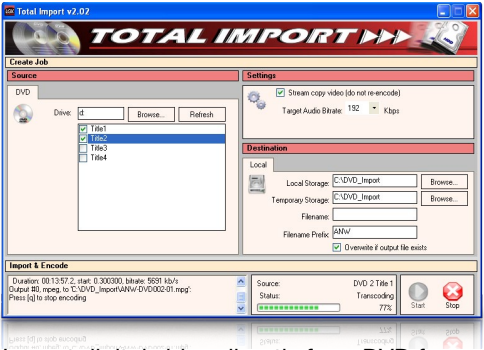 Total Import v2.02
TOTAL IMPORT
Create Job
Source
Settings
DVD
Drive: d: Browse... Refresh
Title1
Title2
Title3
Title4
Stream copy video (do not re-encode)
Target Audio Bitrate: 192 Kbps
Destination
Local
Local Storage: C:\DVD_Import Browse...
Temporary Storage: C:\DVD_Import Browse...
Filename:
Filename Prefix: ANW
Overwrite if output file exists
Import & Encode
Duration: 00:13:57.2, start: 0.300300, bitrate: 5691 kb/s
Output #0, mpeg, to 'C:\DVD_Import\ANW-DVD002-01.mpg':
Press [q] to stop encoding
Source: DVD 2 Title 1
Status: Transcoding
77%
Start Stop